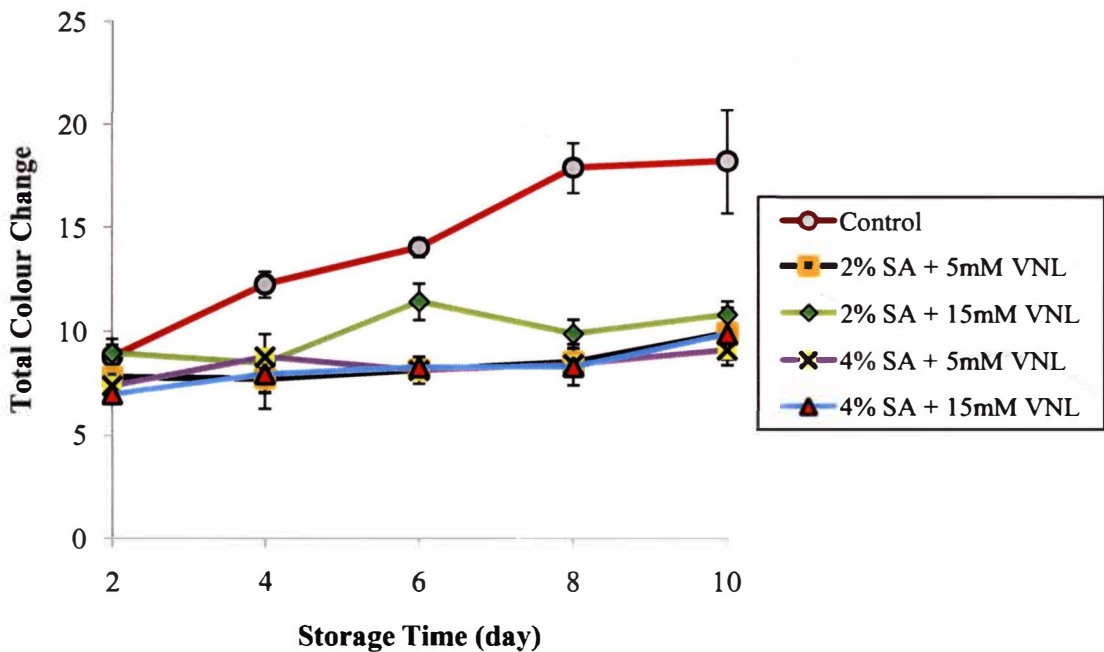 25
20
15
10
5
0
Total Colour Change
2 4 6 8 10
Storage Time (day)
Control
2% SA + 5mM VNL
2% SA + 15mM VNL
4% SA + 5mM VNL
4% SA + 15mM VNL